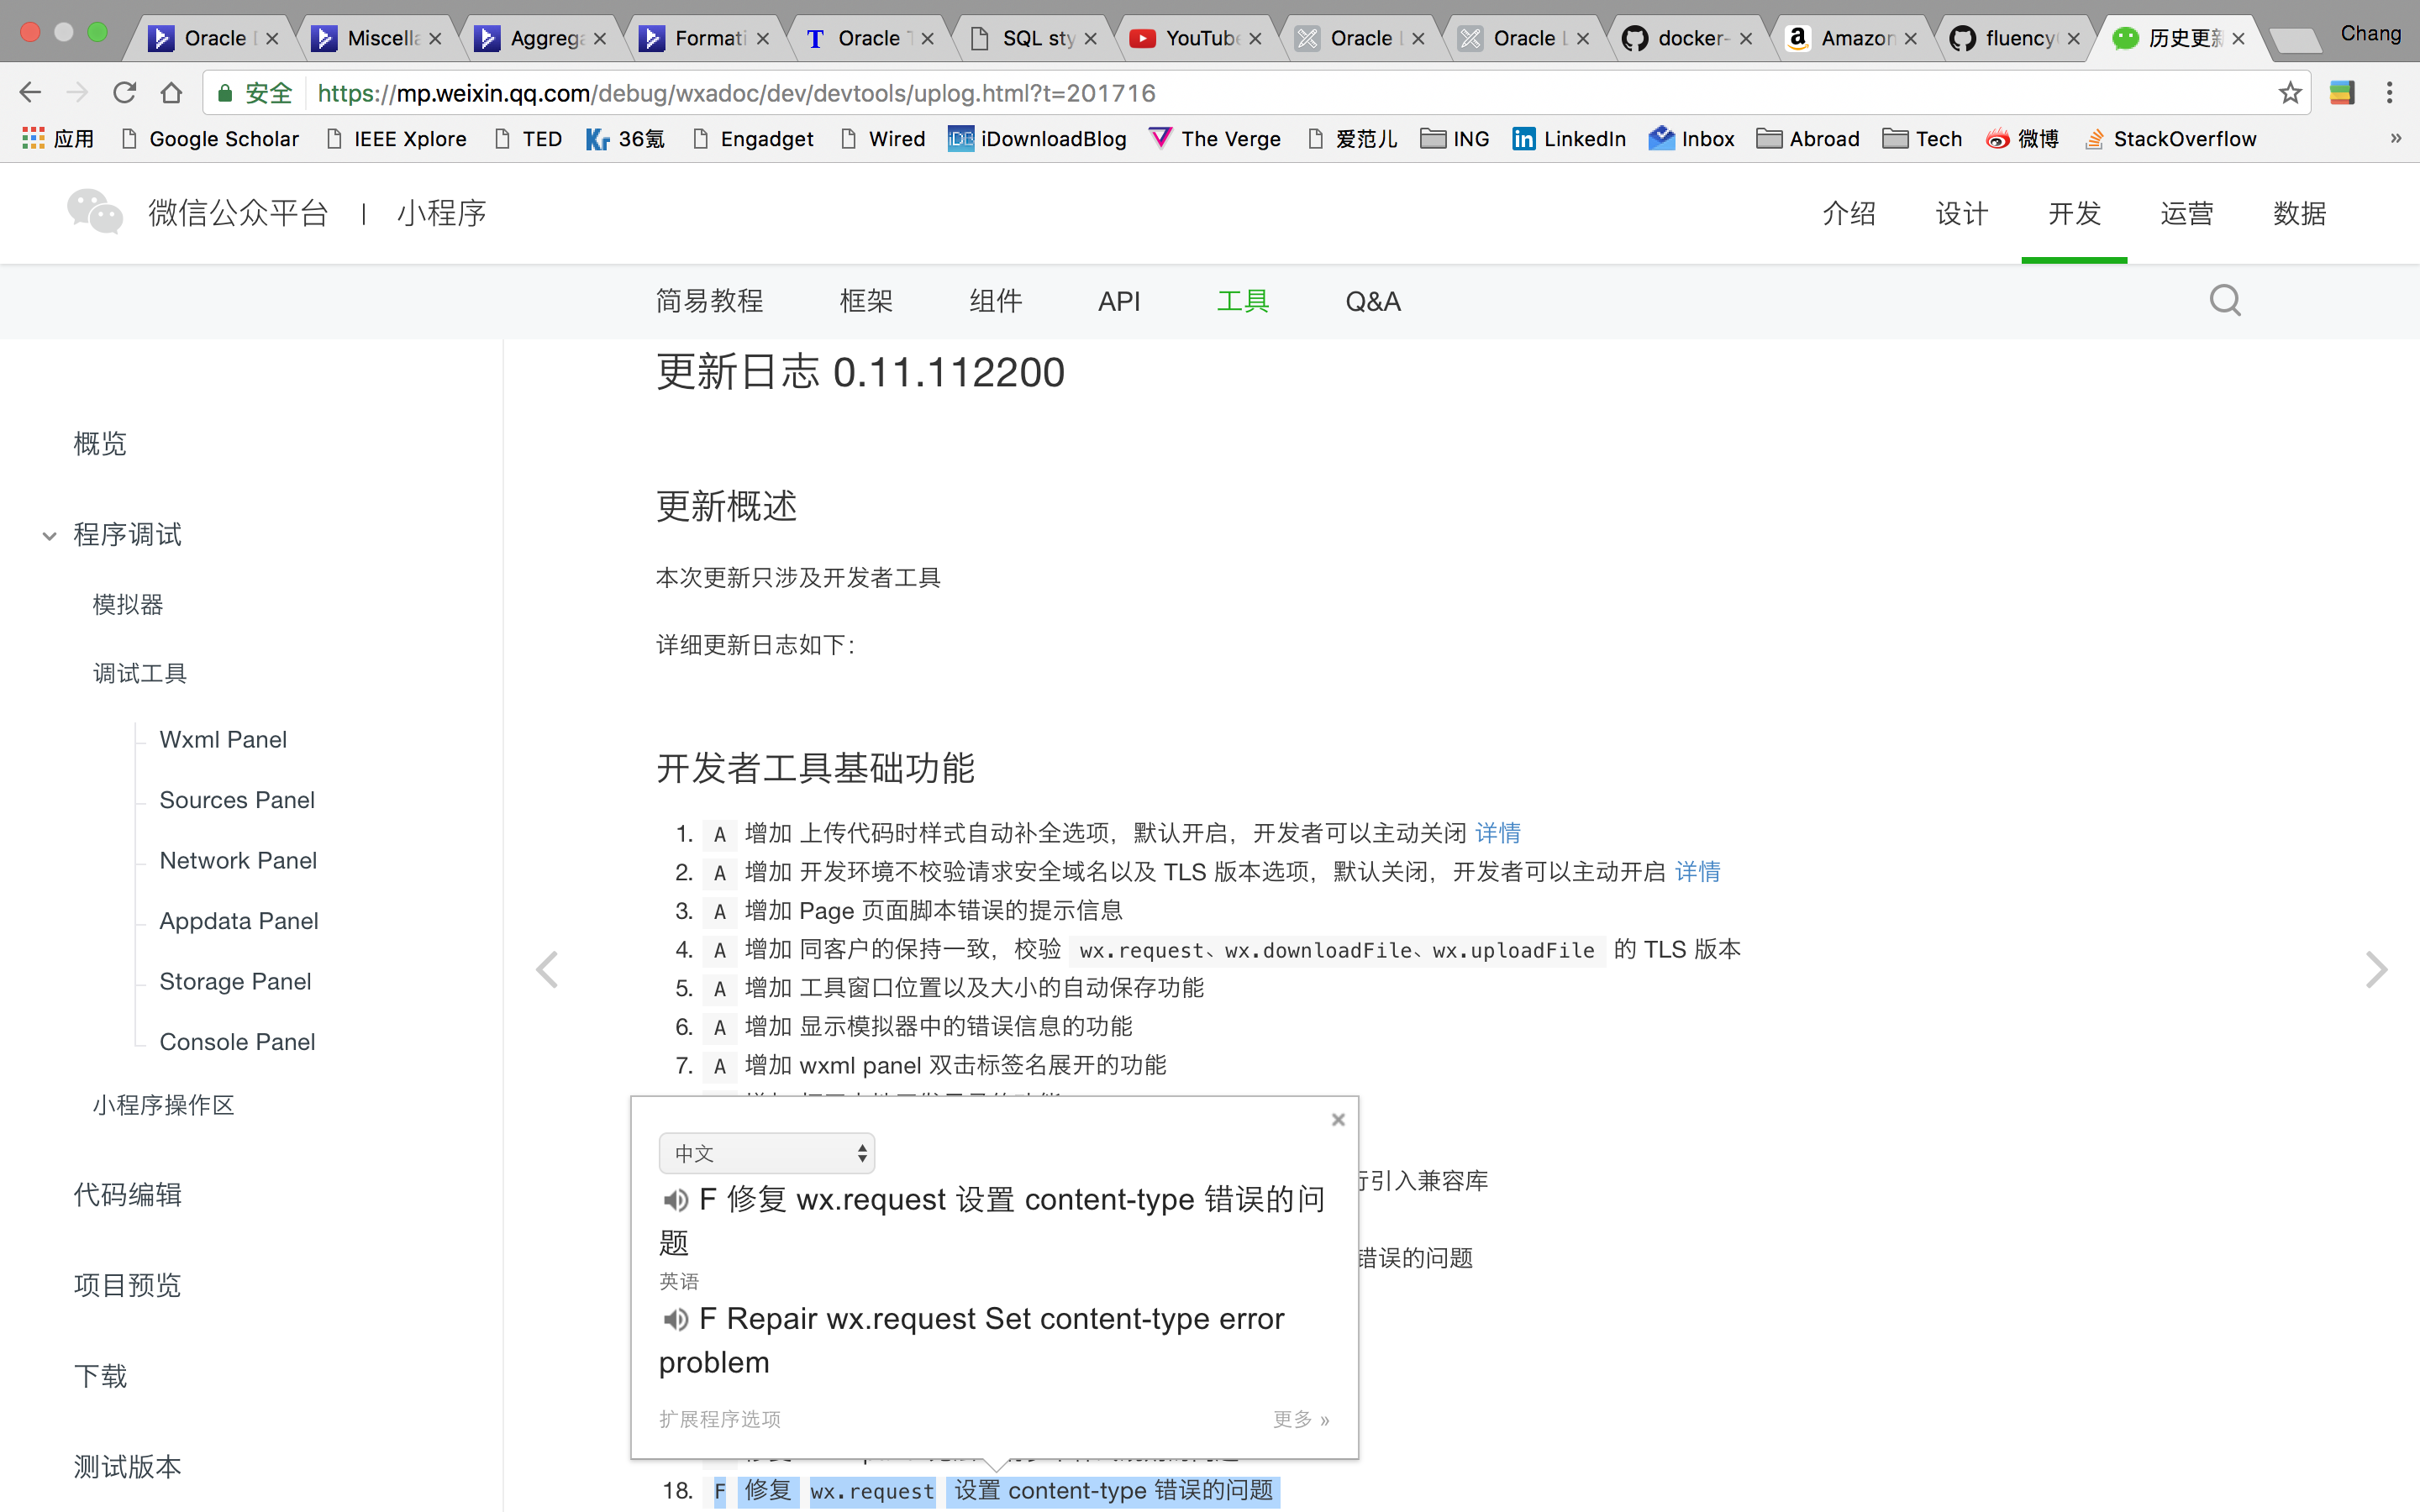 Oracle
Miscella
Aggrega
Formati
Oracle
SQL sty
YouTube
Oracle
Oracle
docker-
Amazon
fluency
历史更新
Chang
安全
https://mp.weixin.qq.com/debug/wxadoc/dev/devtools/uplog.html?t=201716
应用
Google Scholar
IEEE Xplore
TED
36氪
Engadget
Wired
iDownloadBlog
The Verge
爱范儿
ING
LinkedIn
Inbox
Abroad
Tech
微博
StackOverflow
»
微信公众平台 | 小程序
介绍
设计
开发
运营
数据
简易教程
框架
组件
API
工具
Q&A
概览
程序调试
模拟器
调试工具
Wxml Panel
Sources Panel
Network Panel
Appdata Panel
Storage Panel
Console Panel
小程序操作区
代码编辑
项目预览
下载
测试版本
更新日志 0.11.112200
更新概述
本次更新只涉及开发者工具
详细更新日志如下：
开发者工具基础功能
1. A 增加 上传代码时样式自动补全选项，默认开启，开发者可以主动关闭 详情
2. A 增加 开发环境不校验请求安全域名以及 TLS 版本选项，默认关闭，开发者可以主动开启 详情
3. A 增加 Page 页面脚本错误的提示信息
4. A 增加 同客户的保持一致，校验 wx.request、wx.downloadFile、wx.uploadFile 的 TLS 版本
5. A 增加 工具窗口位置以及大小的自动保存功能
6. A 增加 显示模拟器中的错误信息的功能
7. A 增加 wxml panel 双击标签名展开的功能
行引入兼容库
错误的问题
中文
F 修复 wx.request 设置 content-type 错误的问
题
英语
F Repair wx.request Set content-type error
problem
扩展程序选项
更多 »
18. F 修复 wx.request 设置 content-type 错误的问题